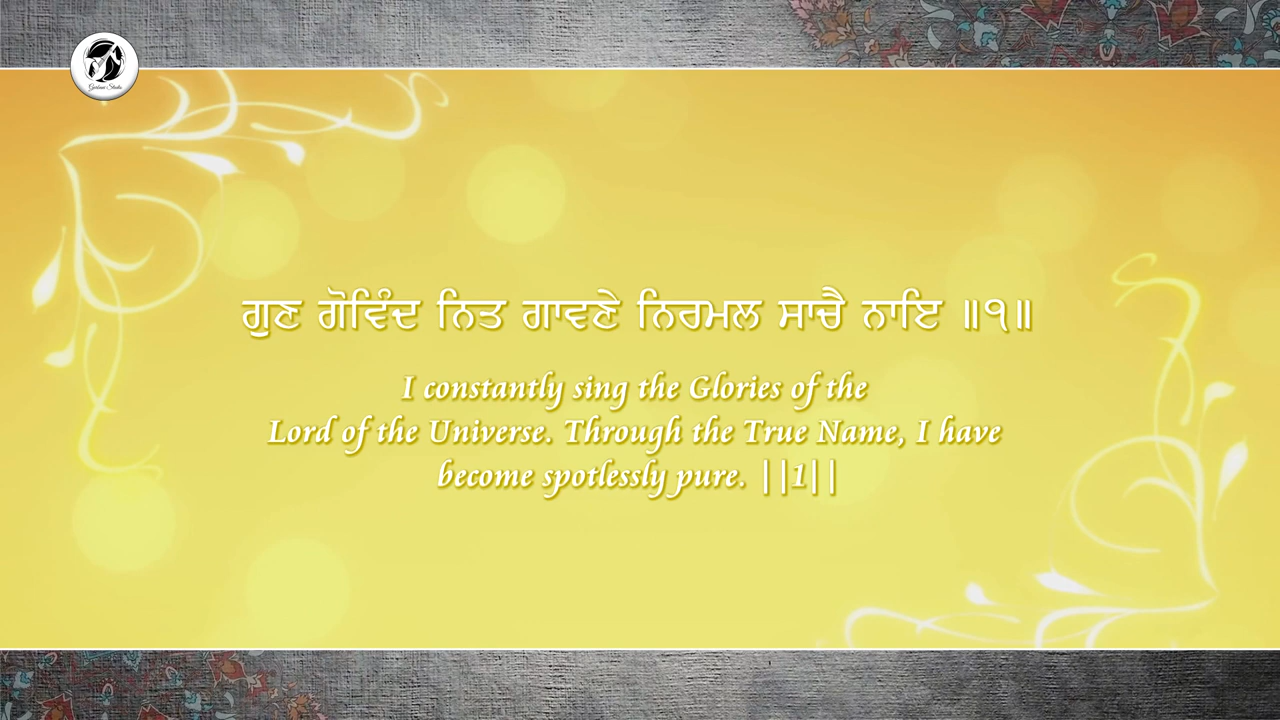 ਗੁਣ ਗੋਵਿੰਦ ਨਿਤ ਗਾਵਣੇ ਨਿਰਮਲ ਸਾਚੈ ਨਾਇ ॥੧॥
I constantly sing the Glories of the
Lord of the Universe. Through the True Name, I have
become spotlessly pure. ||1||